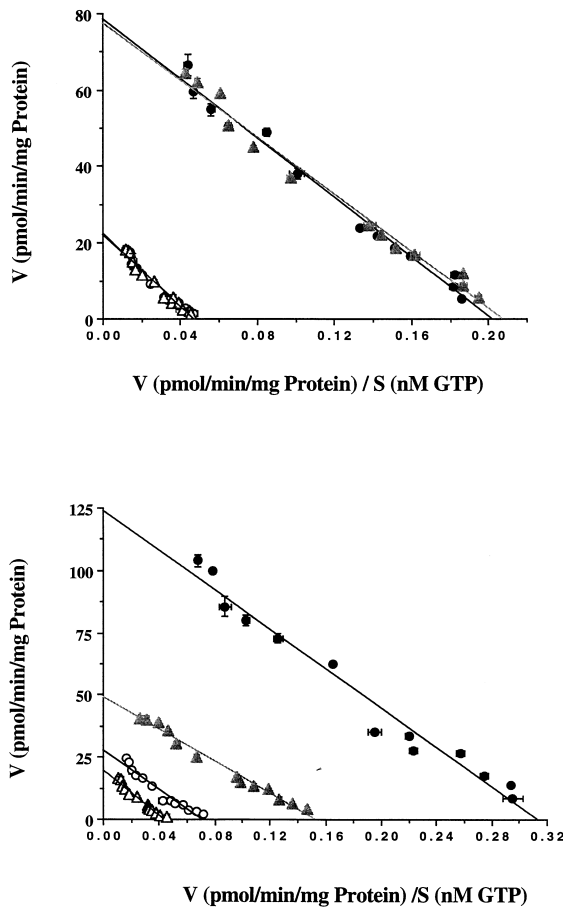 V (pmol/min/mg Protein)
80
60
40
20
0
0.00 0.04 0.08 0.12 0.16 0.20
V (pmol/min/mg Protein) / S (nM GTP)
V (pmol/min/mg Protein)
125
100
75
50
25
0
0.00 0.04 0.08 0.12 0.16 0.20 0.24 0.28 0.32
V (pmol/min/mg Protein) /S (nM GTP)